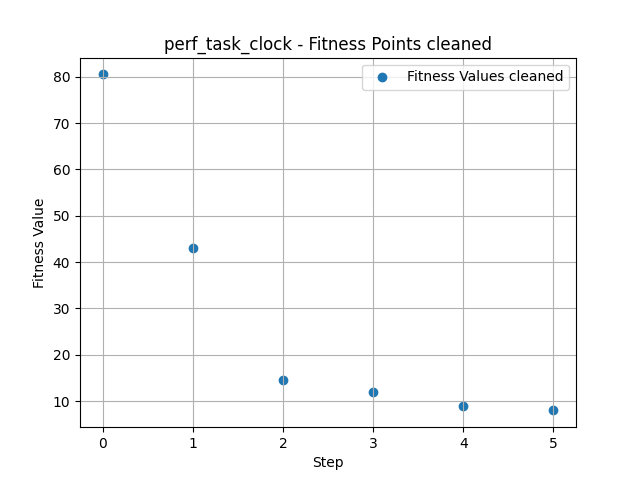 perf_task_clock - Fitness Points cleaned
Fitness Values cleaned
80
70
60
50
40
30
20
10
Fitness Value
0 1 2 3 4 5
Step